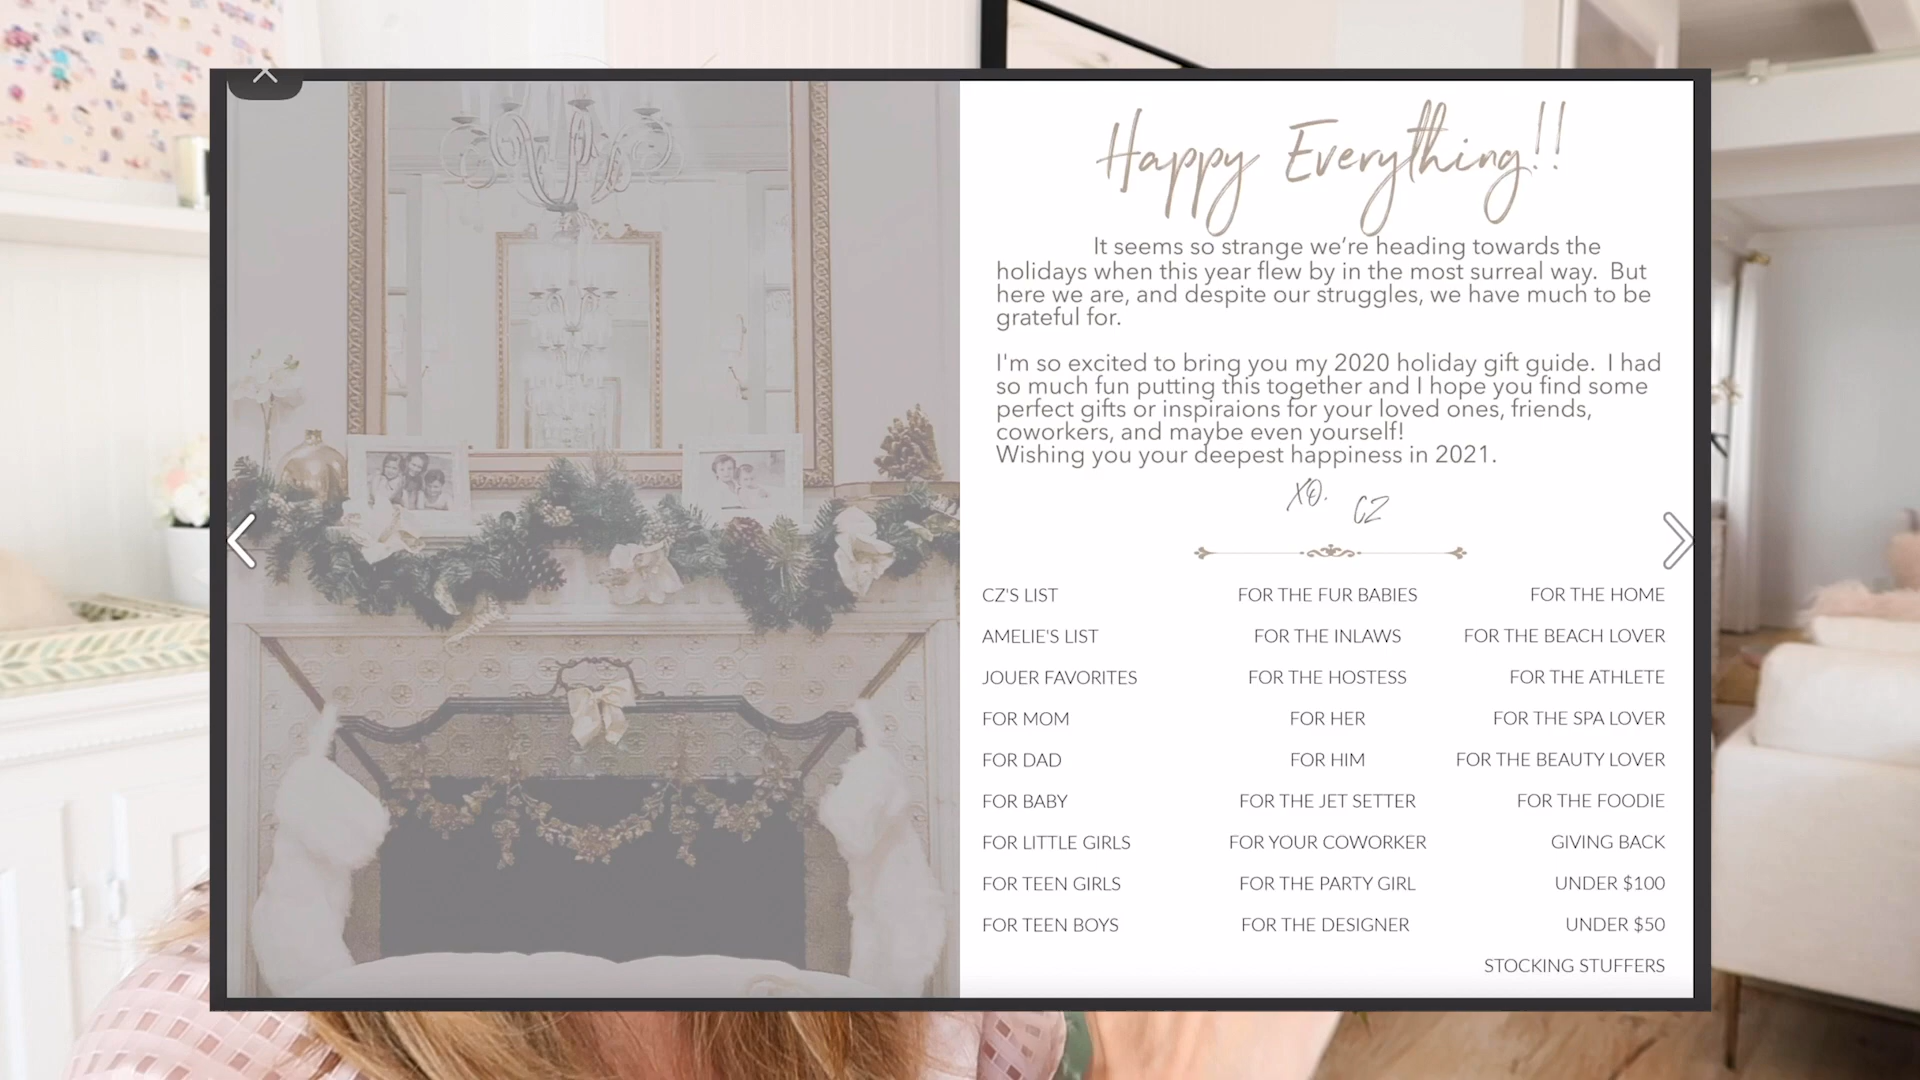 Happy Everything!!
It seems so strange we're heading towards the
holidays when this year flew by in the most surreal way. But
here we are, and despite our struggles, we have much to be
grateful for.
I'm so excited to bring you my 2020 holiday gift guide. I had
so much fun putting this together and I hope you find some
perfect gifts or inspiraions for your loved ones, friends,
coworkers, and maybe even yourself!
Wishing you your deepest happiness in 2021.
XO. CZ
CZ'S LIST
AMELIE'S LIST
JOUER FAVORITES
FOR MOM
FOR DAD
FOR BABY
FOR LITTLE GIRLS
FOR TEEN GIRLS
FOR TEEN BOYS
FOR THE FUR BABIES
FOR THE INLAWS
FOR THE HOSTESS
FOR HER
FOR HIM
FOR THE JET SETTER
FOR YOUR COWORKER
FOR THE PARTY GIRL
FOR THE DESIGNER
FOR THE HOME
FOR THE BEACH LOVER
FOR THE ATHLETE
FOR THE SPA LOVER
FOR THE BEAUTY LOVER
FOR THE FOODIE
GIVING BACK
UNDER $100
UNDER $50
STOCKING STUFFERS